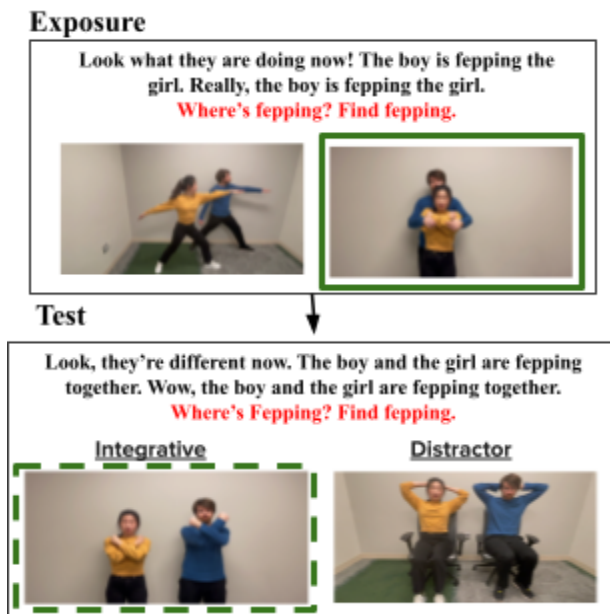 Exposure
Look what they are doing now! The boy is fepping the
girl. Really, the boy is fepping the girl.
Where's fepping? Find fepping.
Test
Look, they're different now. The boy and the girl are fepping
together. Wow, the boy and the girl are fepping together.
Where's Fepping? Find fepping.
Integrative
Distractor